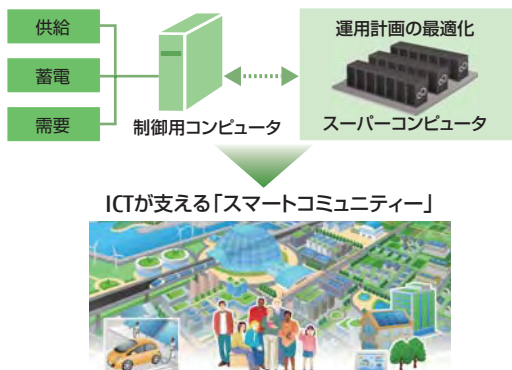 供給
蓄電
需要
制御用コンピュータ
運用計画の最適化
スーパーコンピュータ
ICTが支える「スマートコミュニティー」